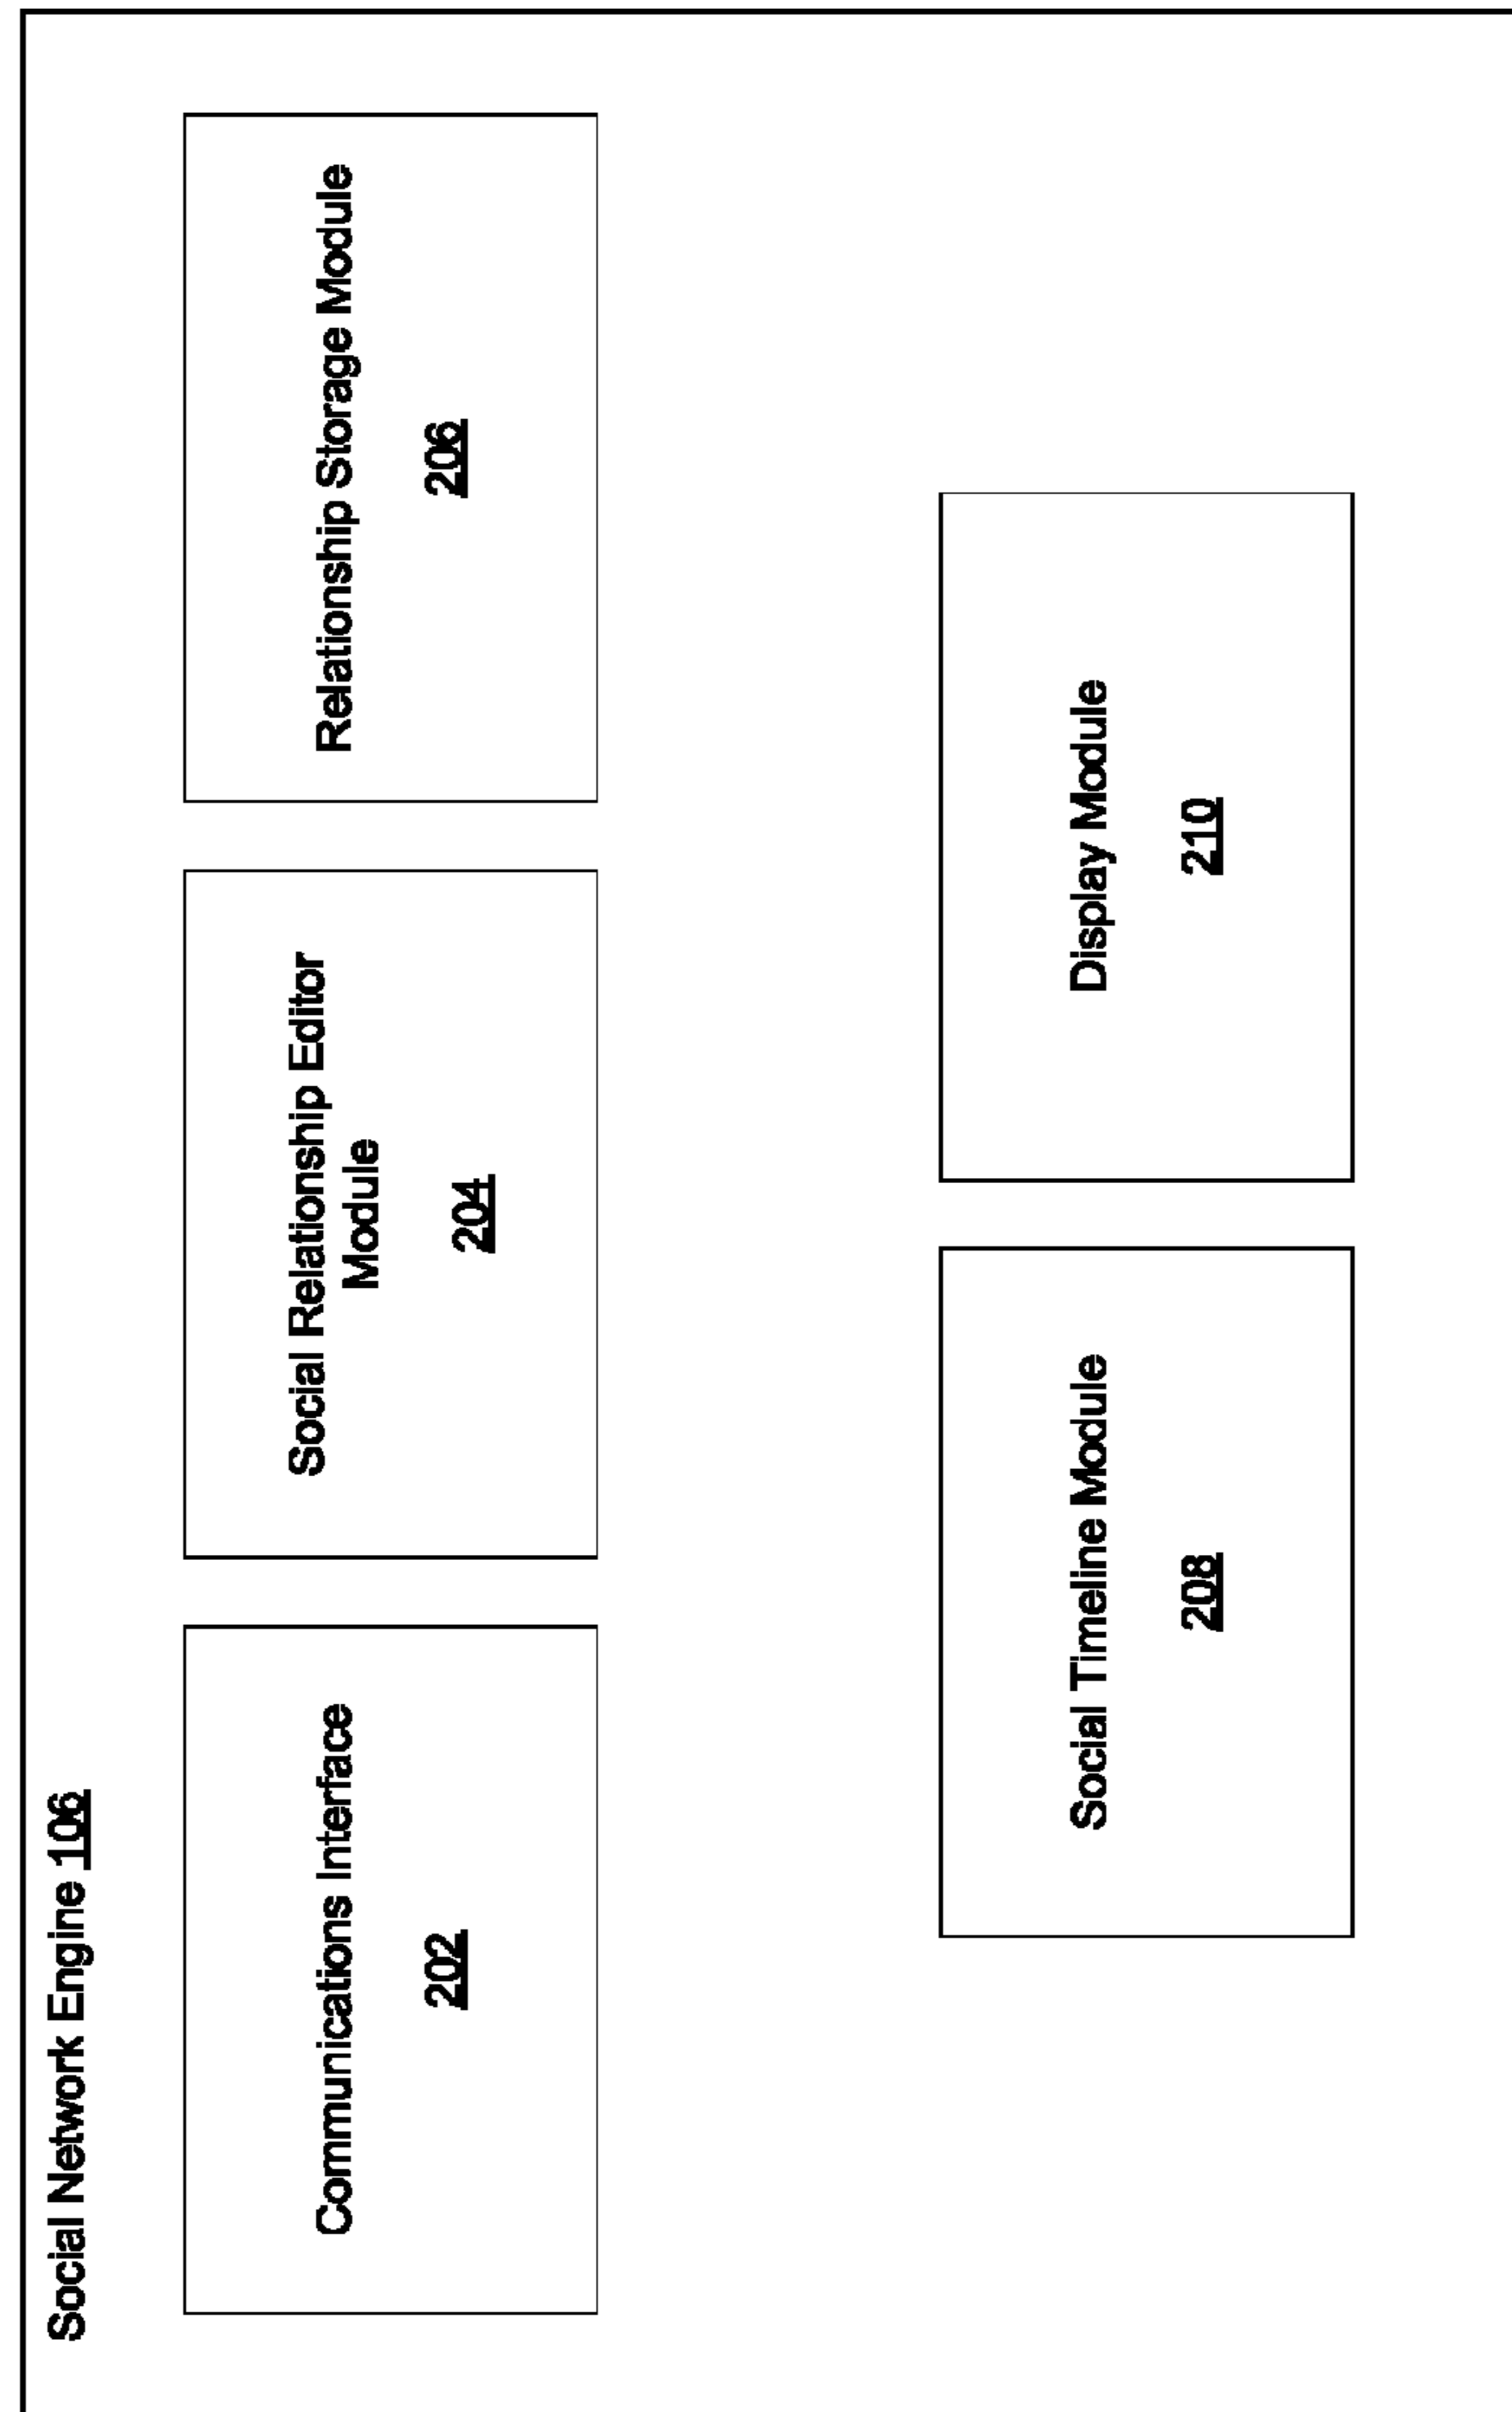 Social Network Engine 106
Communications Interface
202
Social Relationship Editor
Module
204
Relationship Storage Module
206
Social Timeline Module
208
Display Module
210